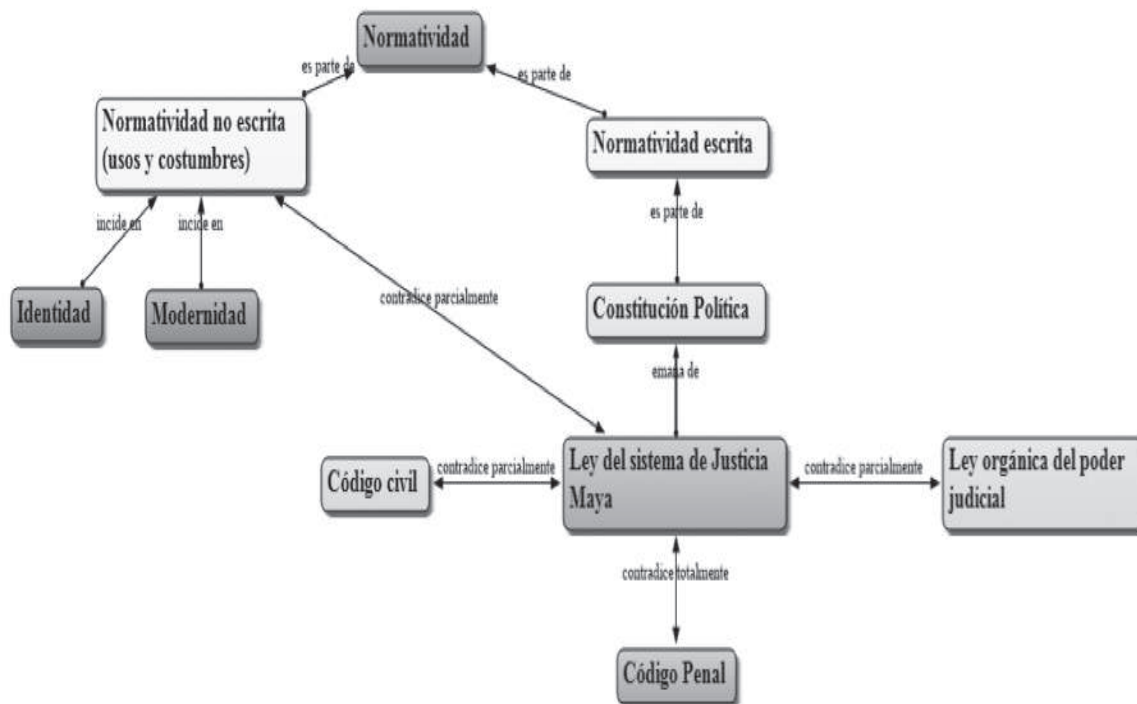 Normatividad
es parte de
es parte de
Normatividad no escrita
(usos y costumbres)
Normatividad escrita
incide en
incide en
es parte de
Identidad
Modernidad
contradice parcialmente
Constitución Política
emana de
Código civil
contradice parcialmente
Ley del sistema de Justicia
Maya
contradice parcialmente
Ley orgánica del poder
judicial
contradice totalmente
Código Penal